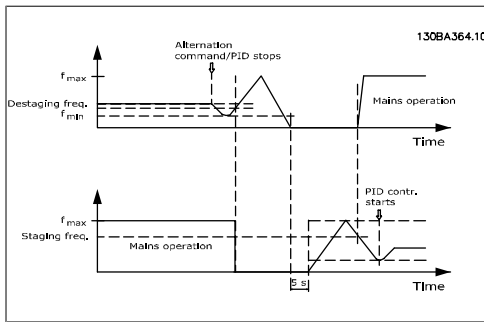 130BA364.10
Alternation
command/PID stops
fmax
Destaging freq.
fmin
Mains operation
Time
PID contr.
starts
fmax
Staging freq.
Mains operation
5 s
Time